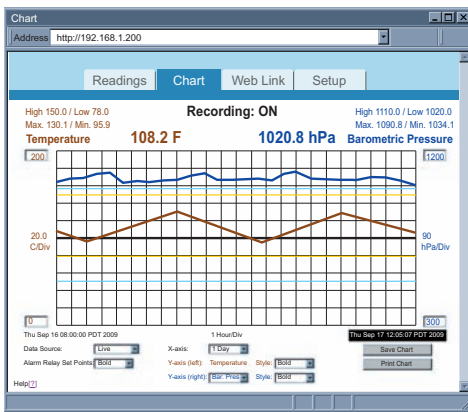 Chart
Address http://192.168.1.200
Readings Chart Web Link Setup
High 150.0 / Low 78.0 Recording: ON High 1110.0 / Low 1020.0
Max. 130.1 / Min. 95.9 Max. 1090.8 / Min. 1034.1
Temperature 108.2 F 1020.8 hPa Barometric Pressure
200 1200
20.0 90
C/Div hPa/Div
0 300
Thu Sep 16 08:00:00 PDT 2009 1 Hour/Div Thu Sep 17 12:05:07 PDT 2009
Data Source: Live X-axis: 1 Day Save Chart
Alarm Relay Set Points: Bold Y-axis (left): Temperature Style: Bold Print Chart
Y-axis (right): Bar. Pres Style: Bold
Help[?]